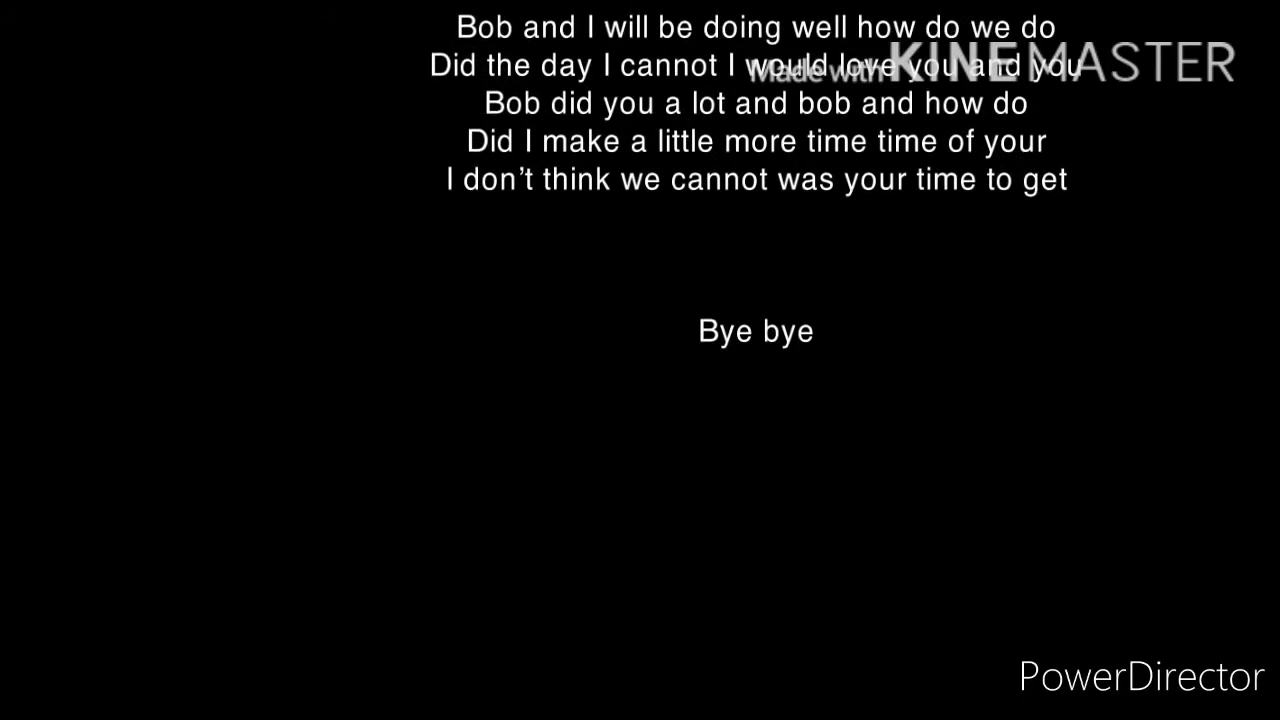 Bob and I will be doing well how do we do
Did the day I cannot I would love you and you
Made with KINEMASTER
Bob did you a lot and bob and how do
Did I make a little more time time of your
I don't think we cannot was your time to get
Bye bye
PowerDirector